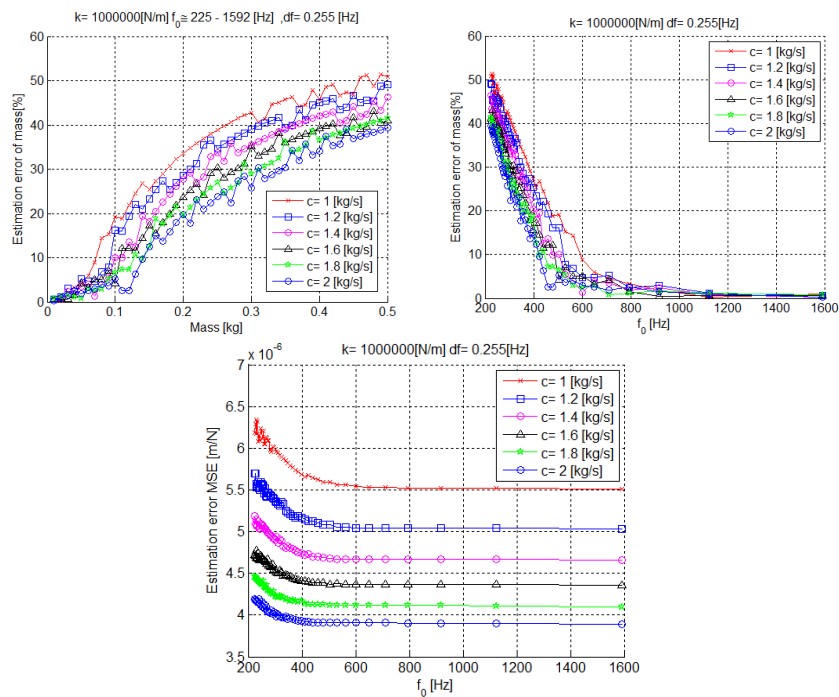 k= 1000000[N/m] f0≅ 225 - 1592 [Hz] ,df= 0.255 [Hz]
60
50
40
30
20
10
0
0
0.1
0.2
0.3
0.4
0.5
Estimation error of mass[%]
Mass [kg]
c= 1 [kg/s]
c= 1.2 [kg/s]
c= 1.4 [kg/s]
c= 1.6 [kg/s]
c= 1.8 [kg/s]
c= 2 [kg/s]
k= 1000000[N/m] df= 0.255[Hz]
60
50
40
30
20
10
0
200
400
600
800
1000
1200
1400
1600
Estimation error of mass[%]
f0 [Hz]
c= 1 [kg/s]
c= 1.2 [kg/s]
c= 1.4 [kg/s]
c= 1.6 [kg/s]
c= 1.8 [kg/s]
c= 2 [kg/s]
x 10-6
k= 1000000[N/m] df= 0.255[Hz]
7
6.5
6
5.5
5
4.5
4
3.5
200
400
600
800
1000
1200
1400
1600
Estimation error MSE [m/N]
f0 [Hz]
c= 1 [kg/s]
c= 1.2 [kg/s]
c= 1.4 [kg/s]
c= 1.6 [kg/s]
c= 1.8 [kg/s]
c= 2 [kg/s]